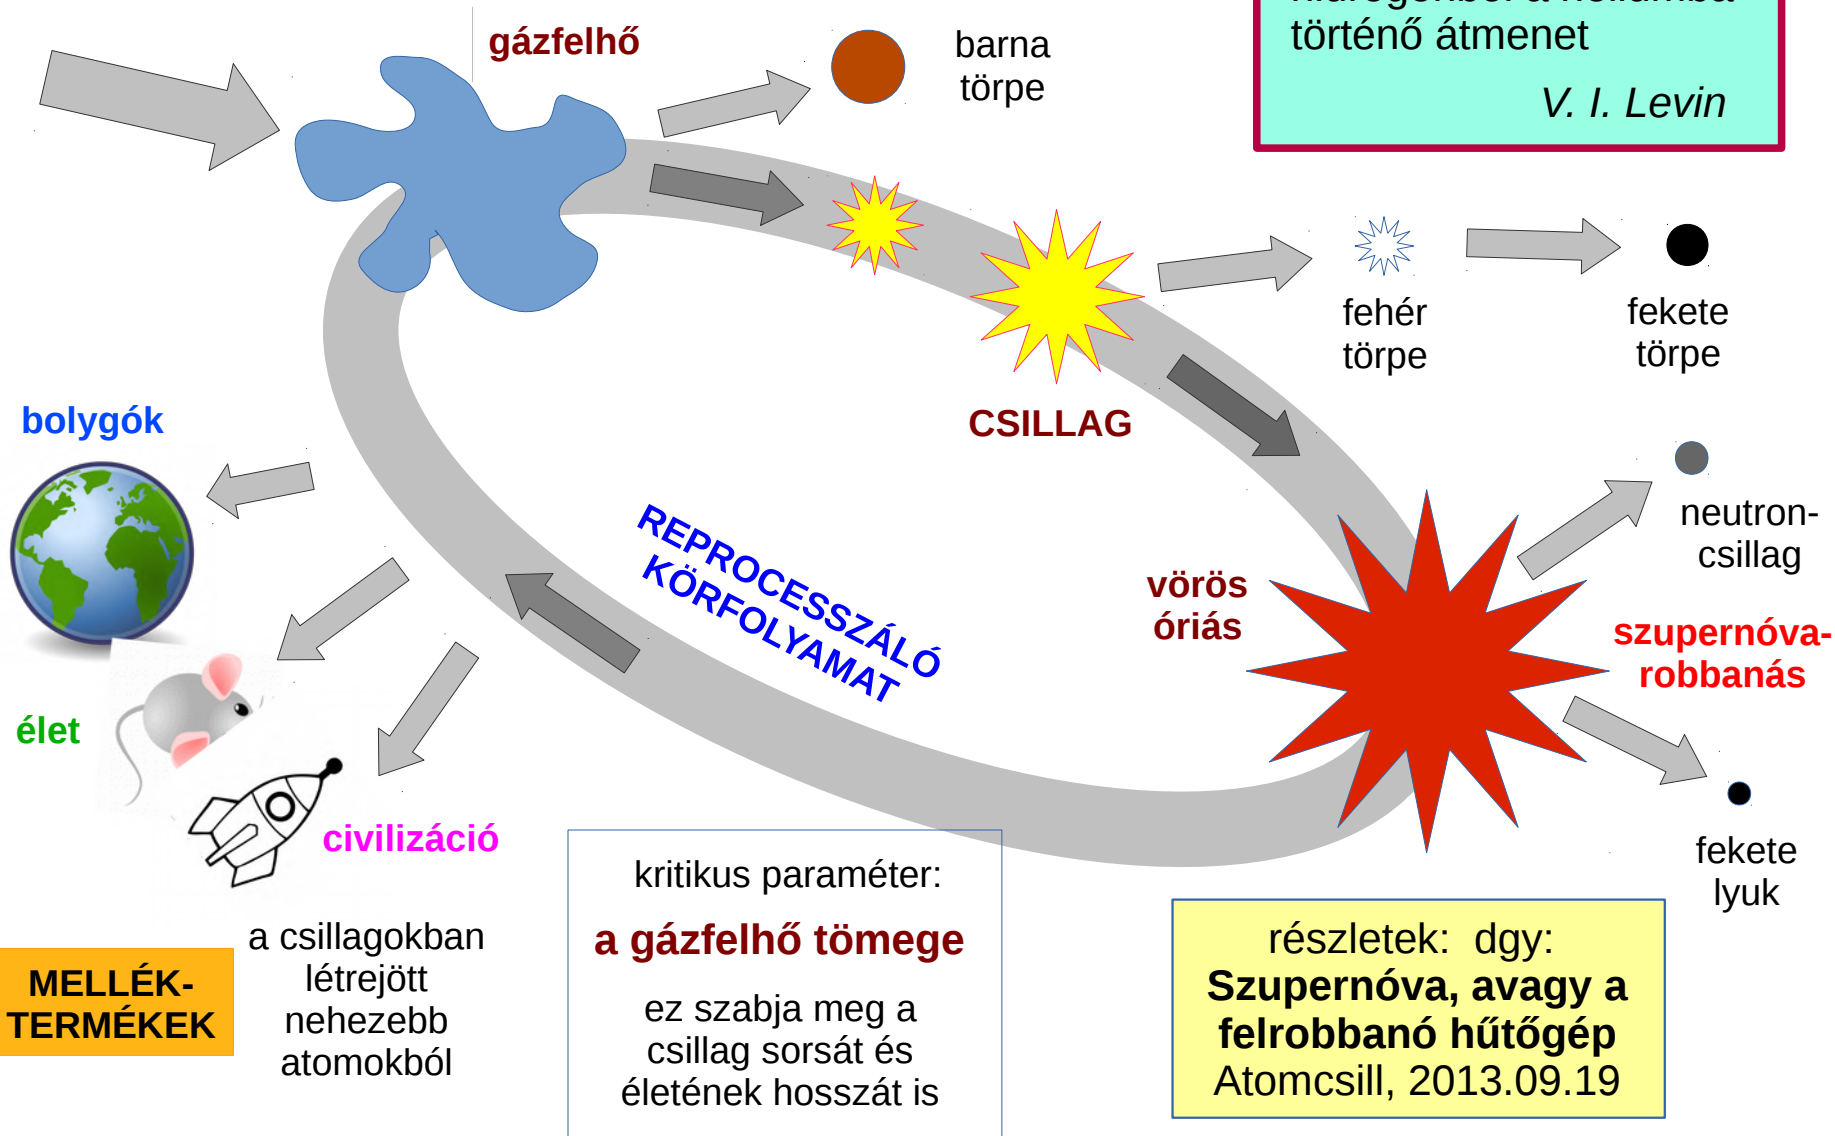 gázfelhő
barna
törpe
történő átmenet
V. I. Levin
fehér
törpe
fekete
törpe
CSILLAG
bolygók
neutron-
csillag
REPROCESSZÁLÓ
KÖRFOLYAMAT
vörös
óriás
szupernóva-
robbanás
élet
civilizáció
fekete
lyuk
MELLÉK-
TERMÉKEK
a csillagokban
létrejött
nehezebb
atomokból
kritikus paraméter:
a gázfelhő tömege
ez szabja meg a
csillag sorsát és
életének hosszát is
részletek: dgy:
Szupernóva, avagy a
felrobbanó hűtőgép
Atomcsill, 2013.09.19